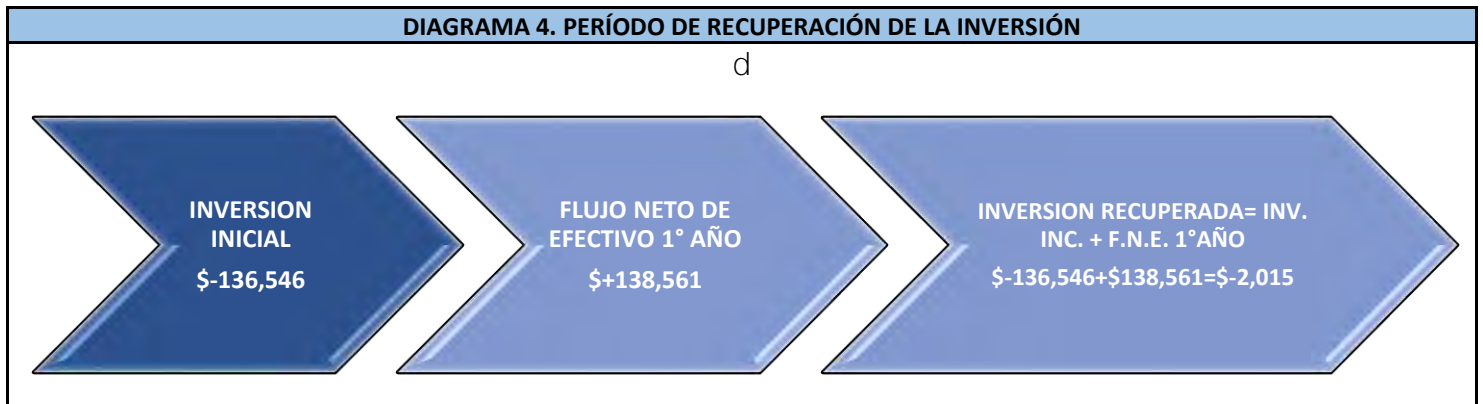 DIAGRAMA 4. PERÍODO DE RECUPERACIÓN DE LA INVERSIÓN
d
INVERSION
INICIAL
$-136,546
FLUJO NETO DE
EFECTIVO 1° AÑO
$+138,561
INVERSION RECUPERADA= INV.
INC. + F.N.E. 1°AÑO
$-136,546+$138,561=$-2,015